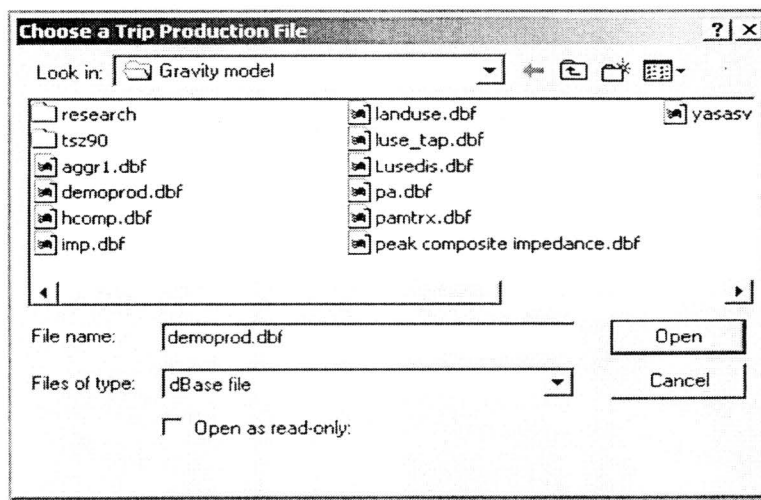 Choose a Trip Production File
Look in: Gravity model
research
tsz90
aggr1.dbf
demoprod.dbf
hcomp.dbf
imp.dbf
landuse.dbf
luse_tap.dbf
Lusedis.dbf
pa.dbf
pamtrx.dbf
peak composite impedance.dbf
yasasv
File name: demoprod.dbf Open
Files of type: dBase file Cancel
Open as read-only: